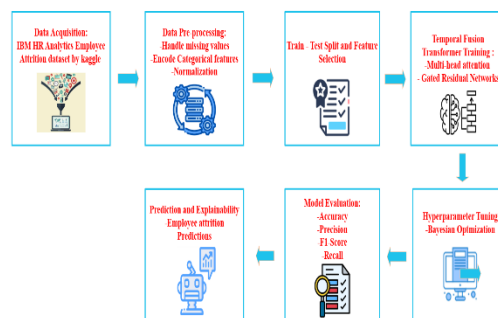 Data Acquisition:
IBM HR Analytics Employee
Attrition dataset by kaggle
Data Pre-processing:
-Handle missing values
-Encode Categorical features
-Normalization
Train - Test Split and Feature
Selection
Temporal Fusion
Transformer Training :
-Multi-head attention
- Gated Residual Networks
Hyperparameter Tuning
-Bayesian Optmization
Model Evaluation:
-Accuracy
-Precision
-F1 Score
-Recall
Prediction and Explainability
-Employee attrition
Predictions